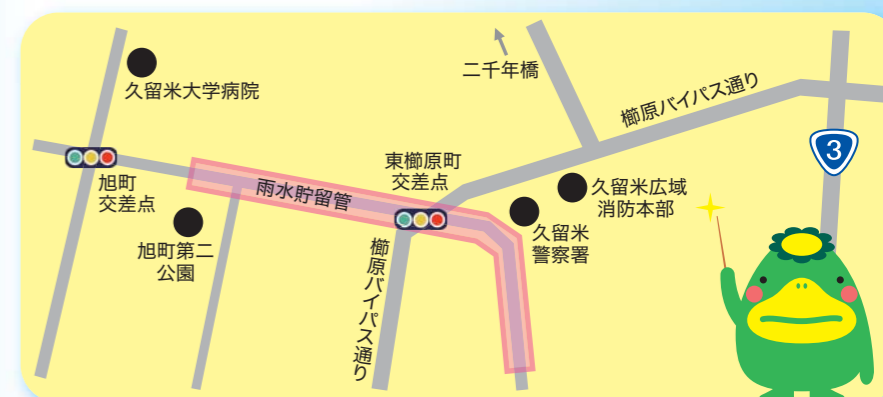 久留米大学病院
二千年橋
櫛原バイパス通り
3
旭町
交差点
雨水貯留管
東櫛原町
交差点
久留米広域
消防本部
旭町第二
公園
久留米
警察署
櫛原バイパス通り